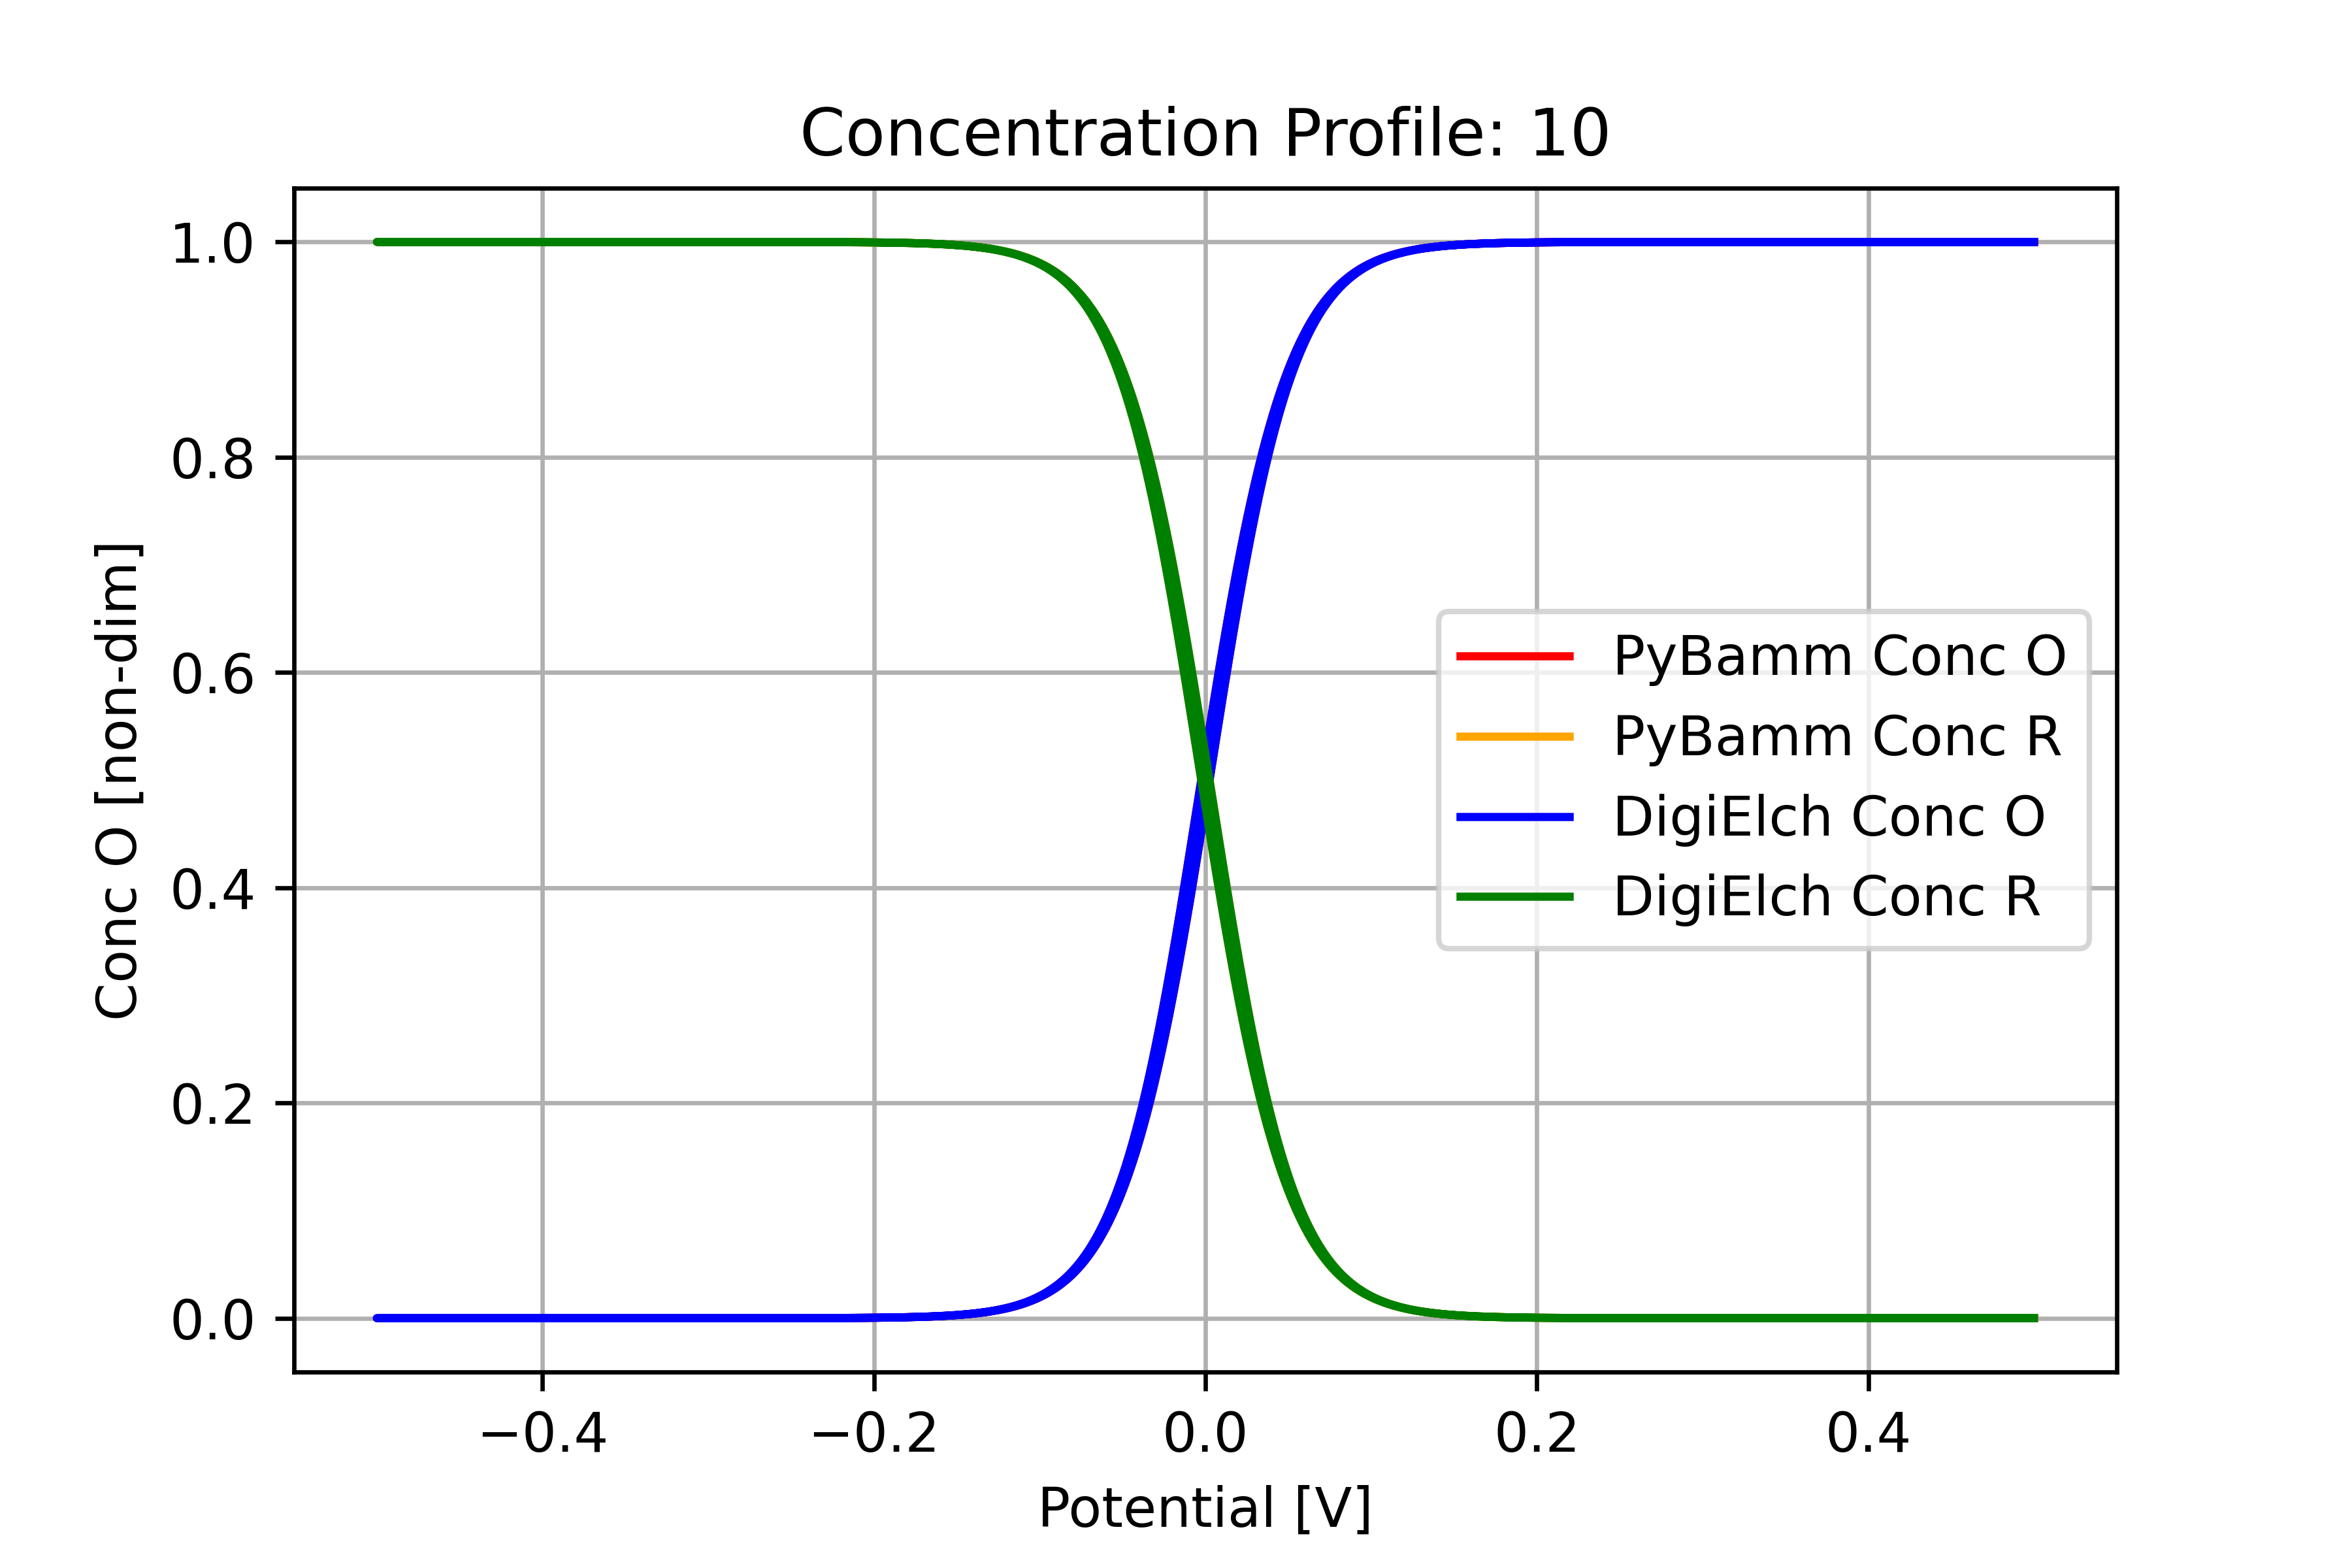 Concentration Profile: 10
1.0
0.8
0.6
0.4
0.2
0.0
Conc O [non-dim]
PyBamm Conc O
PyBamm Conc R
DigiElch Conc O
DigiElch Conc R
−0.4
−0.2
0.0
0.2
0.4
Potential [V]